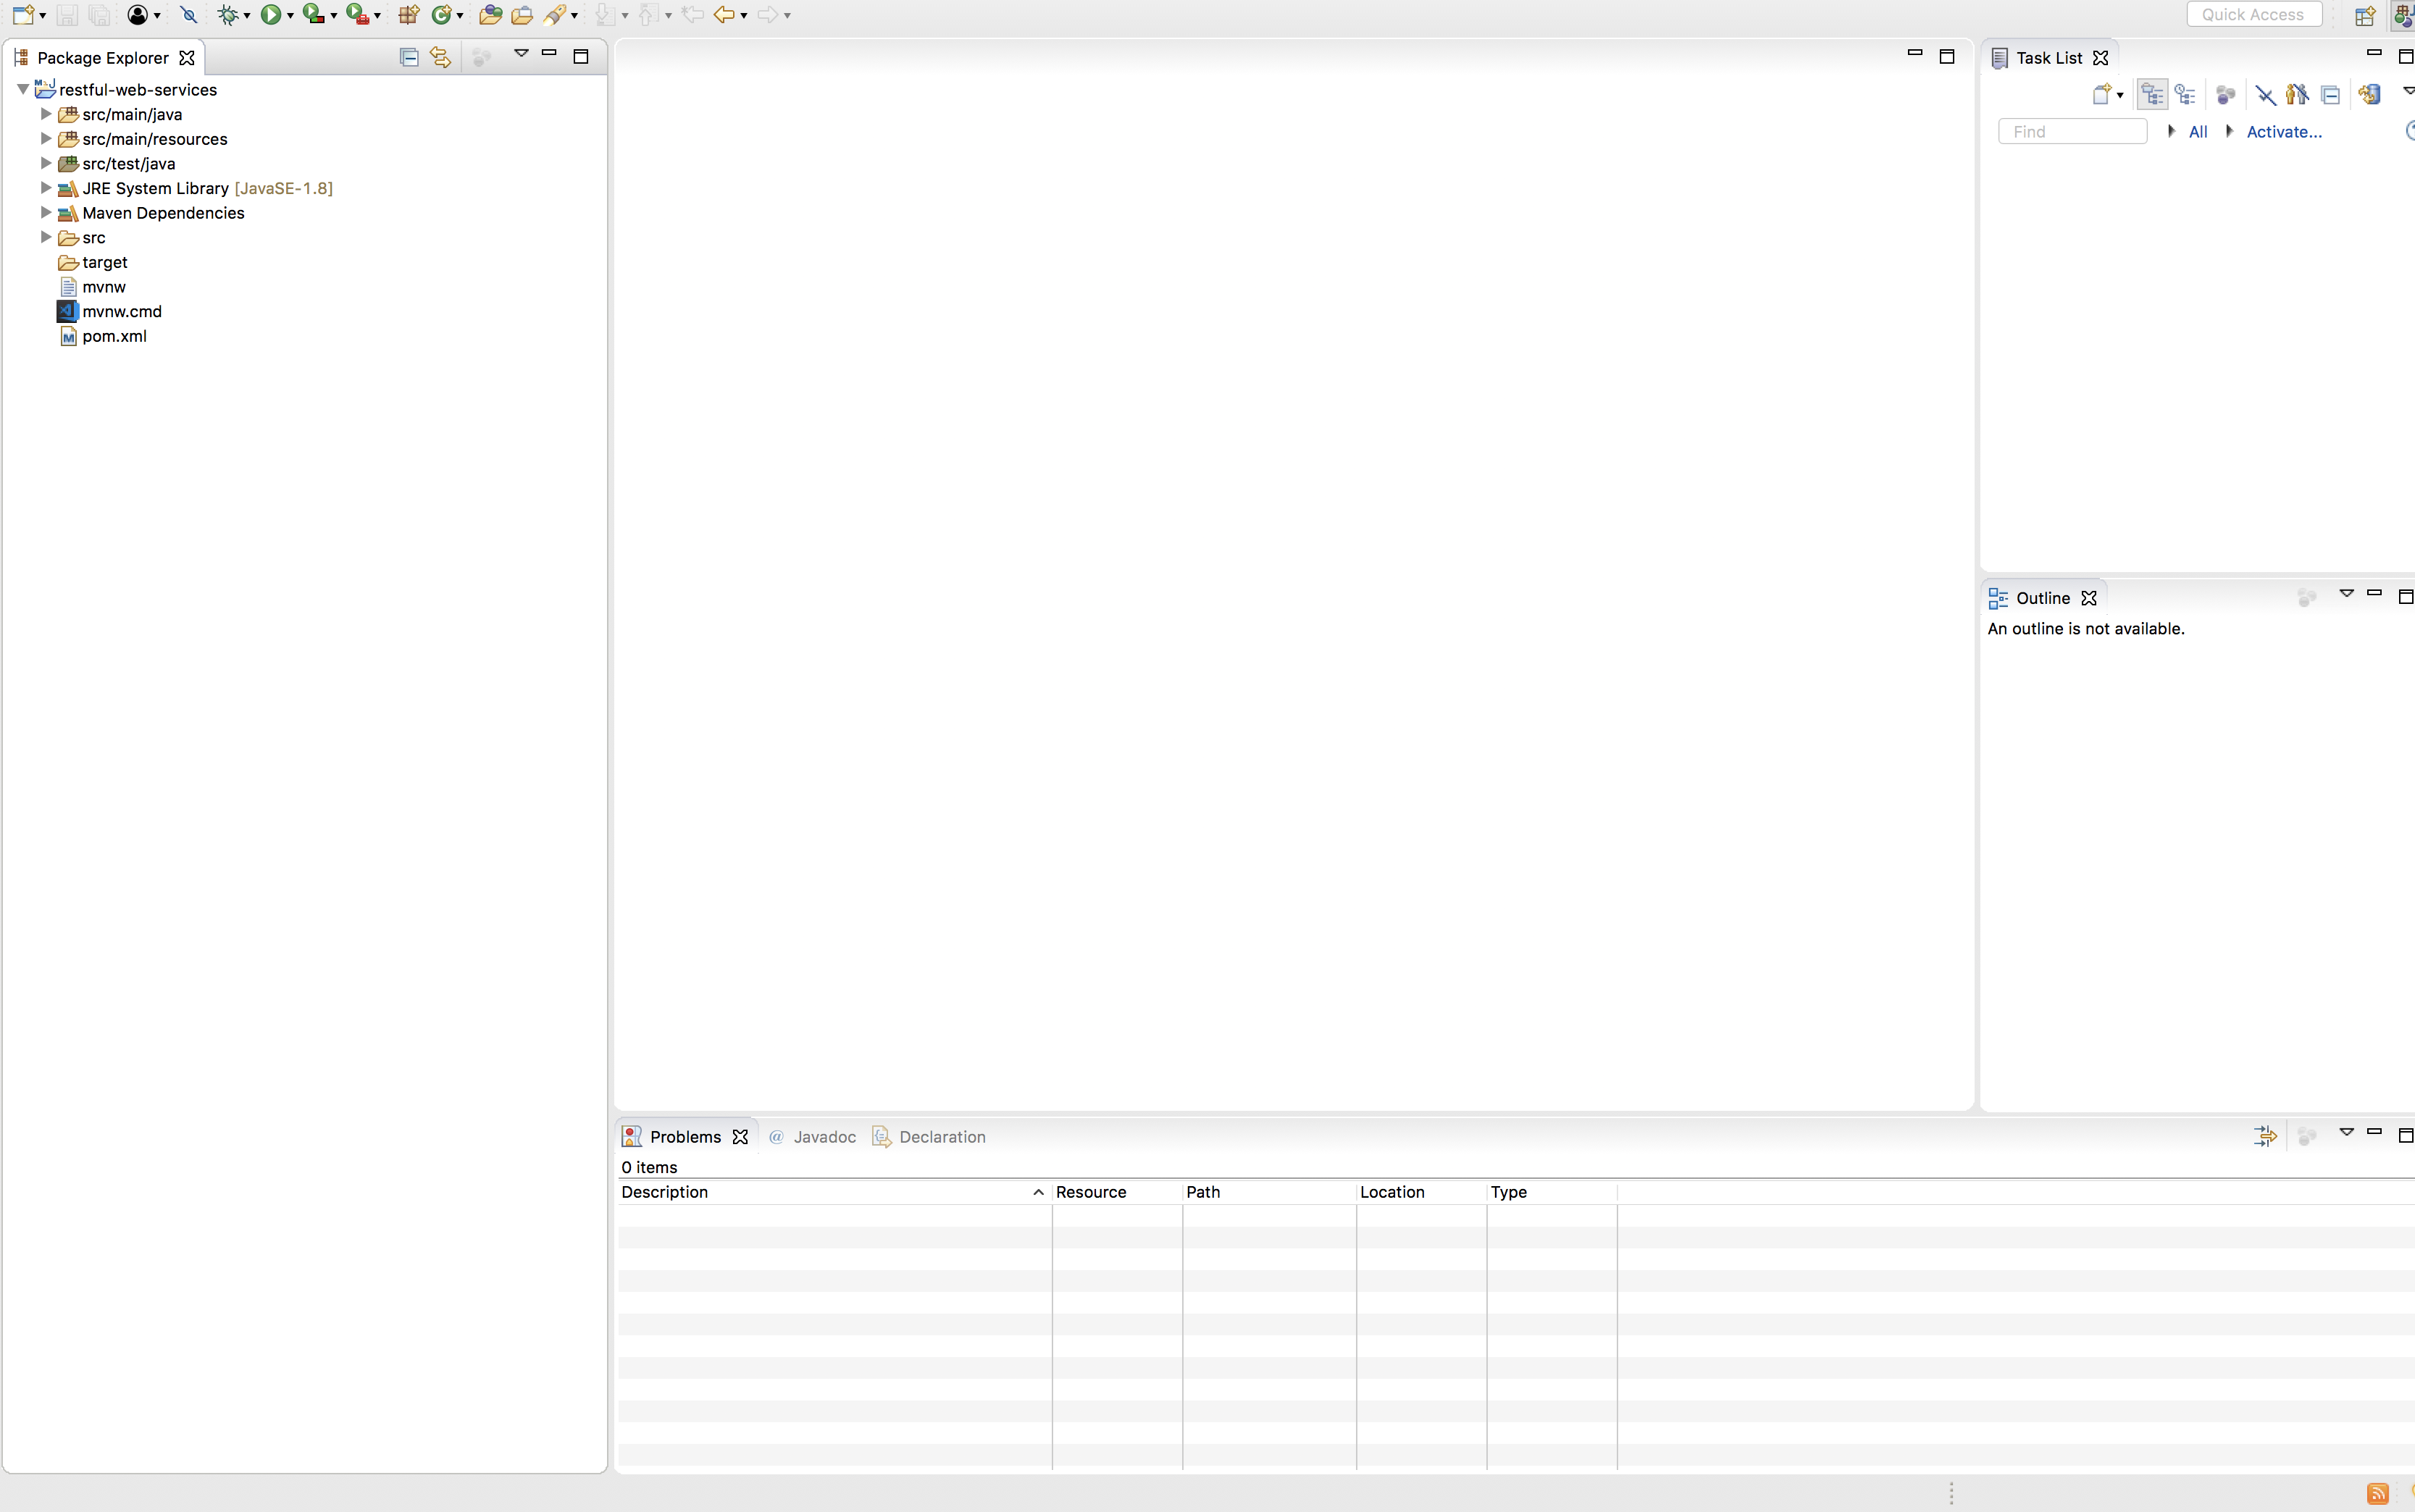 Quick Access
Package Explorer
restful-web-services
src/main/java
src/main/resources
src/test/java
JRE System Library [JavaSE-1.8]
Maven Dependencies
src
target
mvnw
mvnw.cmd
pom.xml
Task List
Find All Activate...
Outline
An outline is not available.
Problems @ Javadoc Declaration
0 items
Description Resource Path Location Type